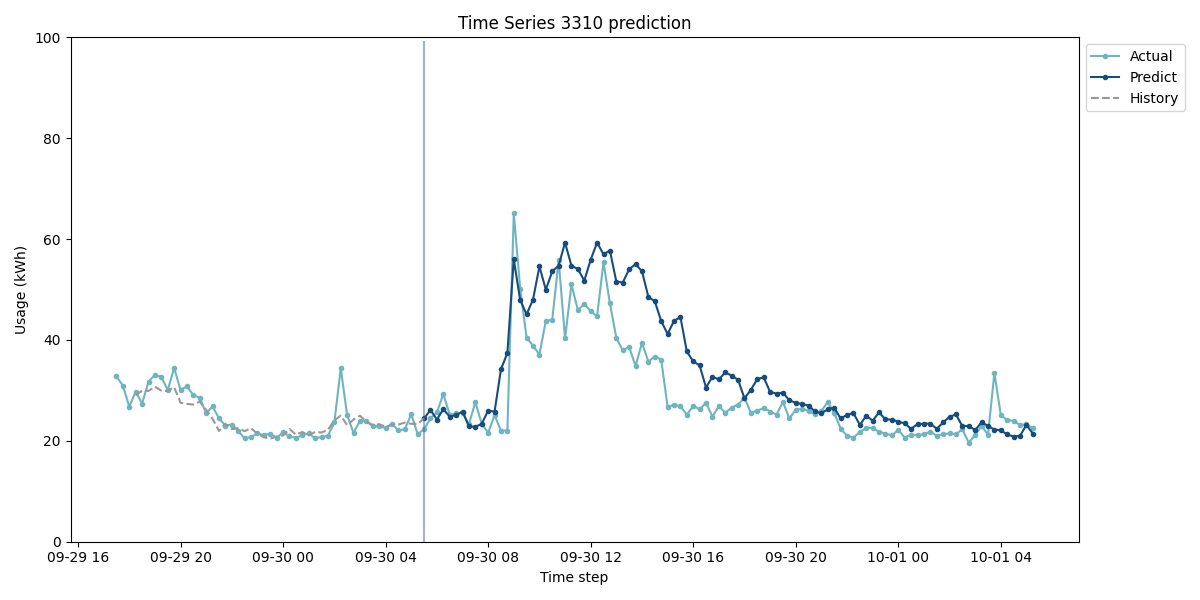 Time Series 3310 prediction
100
80
60
40
20
0
Usage (kWh)
09-29 16
09-29 20
09-30 00
09-30 04
09-30 08
09-30 12
09-30 16
09-30 20
10-01 00
10-01 04
Time step
Actual
Predict
History